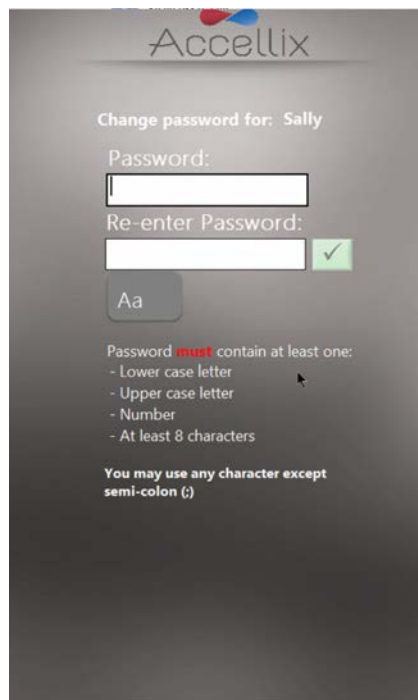 Accellix
Change password for: Sally
Password:
Re-enter Password:
Aa
Password must contain at least one:
- Lower case letter
- Upper case letter
- Number
- At least 8 characters
You may use any character except
semi-colon (;)